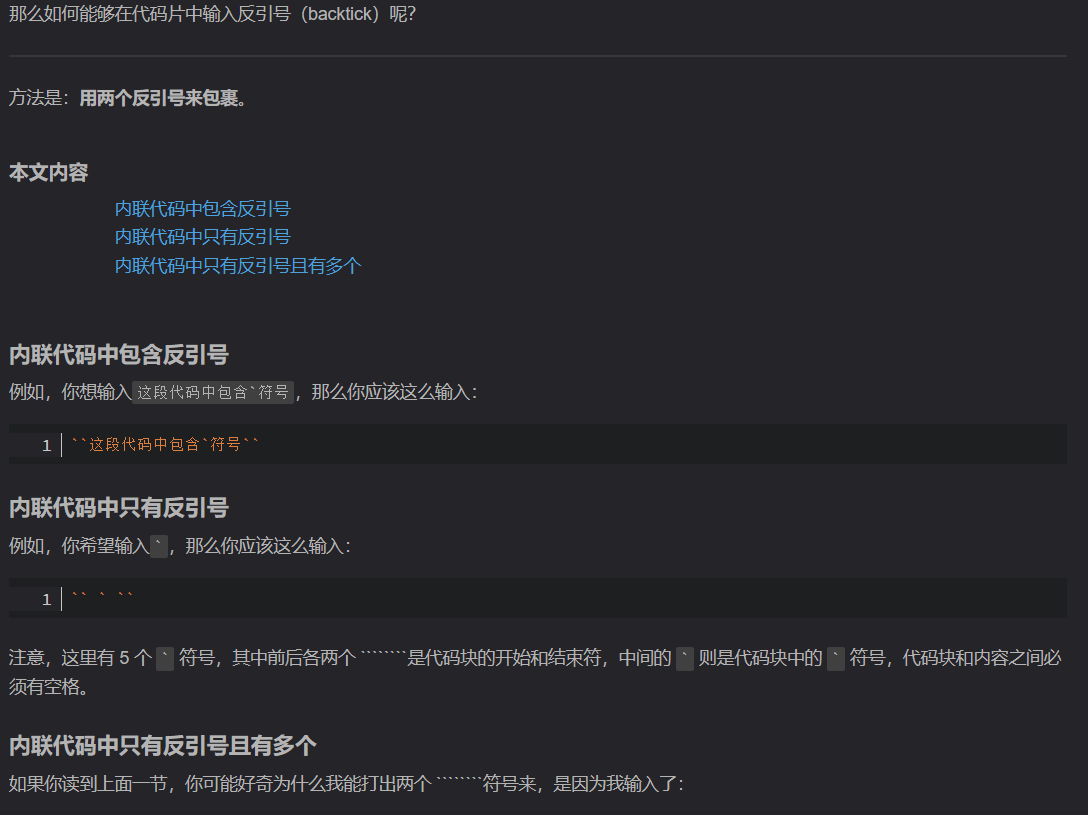 那么如何能够在代码片中输入反引号（backtick）呢？
方法是：用两个反引号来包裹。
本文内容
内联代码中包含反引号
内联代码中只有反引号
内联代码中只有反引号且有多个
内联代码中包含反引号
例如，你想输入 这段代码中包含`符号 ，那么你应该这么输入：
1 ``这段代码中包含`符号``
内联代码中只有反引号
例如，你希望输入 ` ，那么你应该这么输入：
1 `` ` ``
注意，这里有 5 个 ` 符号，其中前后各两个 ````````是代码块的开始和结束符，中间的 ` 则是代码块中的 ` 符号，代码块和内容之间必
须有空格。
内联代码中只有反引号且有多个
如果你读到上面一节，你可能好奇为什么我能打出两个 ````````符号来，是因为我输入了：